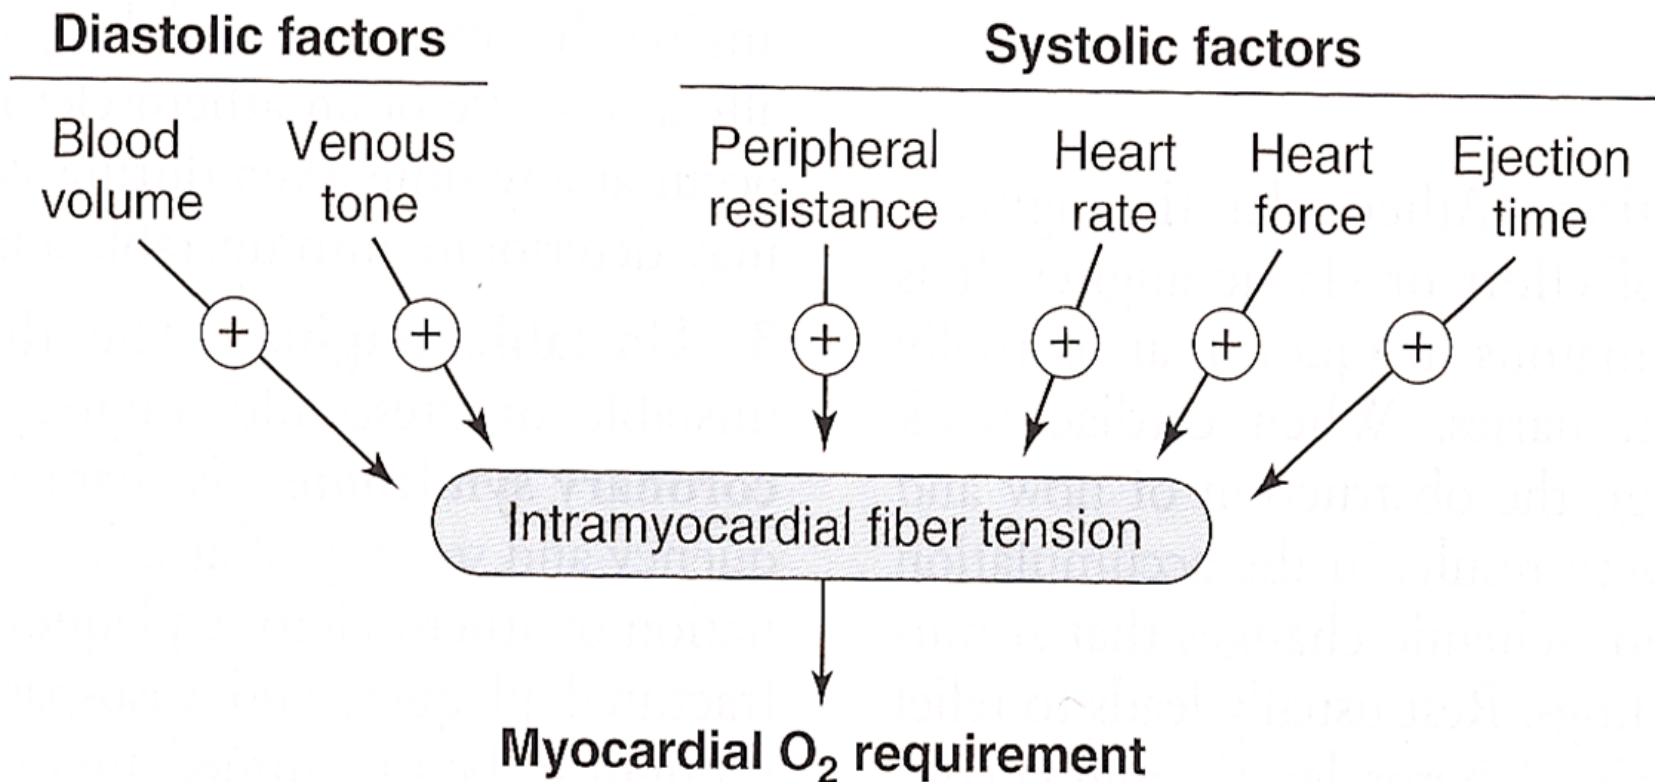 Diastolic factors
Systolic factors
Blood
volume
Venous
tone
Peripheral
resistance
Heart
rate
Heart
force
Ejection
time
+
+
+
+
+
+
Intramyocardial fiber tension
Myocardial O₂ requirement